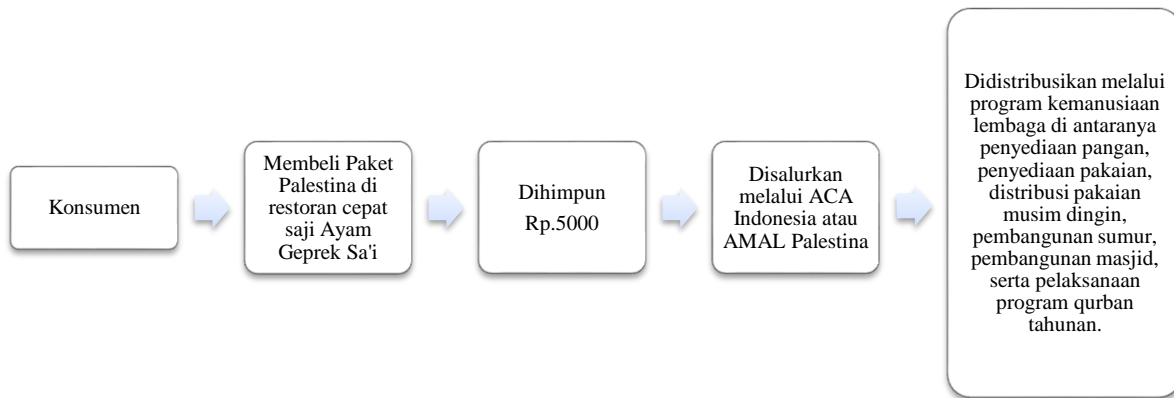 Konsumen
Membeli Paket
Palestina di
restoran cepat
saji Ayam
Geprek Sa'i
Dihimpun
Rp.5000
Disalurkan
melalui ACA
Indonesia atau
AMAL Palestina
Didistribusikan melalui
program kemanusiaan
lembaga di antaranya
penyediaan pangan,
penyediaan pakaian,
distribusi pakaian
musim dingin,
pembangunan sumur,
pembangunan masjid,
serta pelaksanaan
program qurban
tahunan.